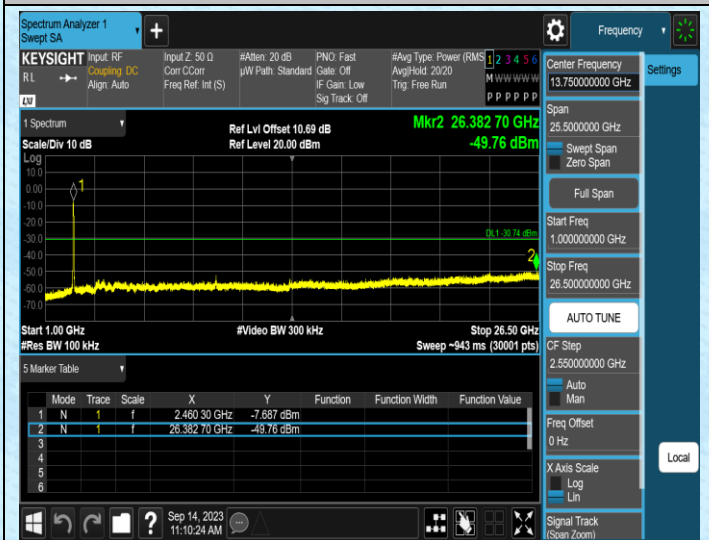 Spectrum Analyzer 1
Swept SA
+
Frequency
KEYSIGHT
RL
LXI
Input: RF
Coupling: DC
Align: Auto
Input Z: 50 Ω
Corr CCorr
Freq Ref: Int (S)
#Atten: 20 dB
µW Path: Standard
PNO: Fast
Gate: Off
IF Gain: Low
Sig Track: Off
#Avg Type: Power (RMS
Avg|Hold: 20/20
Trig: Free Run
1 2 3 4 5 6
M W W W W W
P P P P P P
1 Spectrum
Scale/Div 10 dB
Ref Lvl Offset 10.69 dB
Ref Level 20.00 dBm
Mkr2 26.382 70 GHz
-49.76 dBm
Log
10.0
0.00
-10.0
-20.0
-30.0
-40.0
-50.0
-60.0
-70.0
1
DL1 -30.74 dBm
2
Start 1.00 GHz
#Video BW 300 kHz
Stop 26.50 GHz
#Res BW 100 kHz
Sweep ~943 ms (30001 pts)
5 Marker Table
Mode Trace Scale X Y Function Function Width Function Value
1 N 1 f 2.460 30 GHz -7.687 dBm
2 N 1 f 26.382 70 GHz -49.76 dBm
3
4
5
6
?
Sep 14, 2023
11:10:24 AM
Center Frequency
13.750000000 GHz
Settings
Span
25.5000000 GHz
Swept Span
Zero Span
Full Span
Start Freq
1.000000000 GHz
Stop Freq
26.500000000 GHz
AUTO TUNE
CF Step
2.550000000 GHz
Auto
Man
Freq Offset
0 Hz
Local
X Axis Scale
Log
Lin
Signal Track
(Span Zoom)